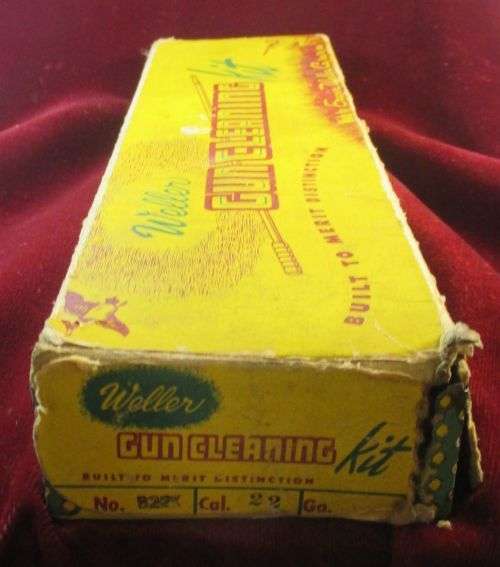 Weller
GUN CLEANING kit
BUILT TO MERIT DISTINCTION
Weller
GUN CLEANING kit
BUILT TO MERIT DISTINCTION
No. B22K Cal. 22 Ga.